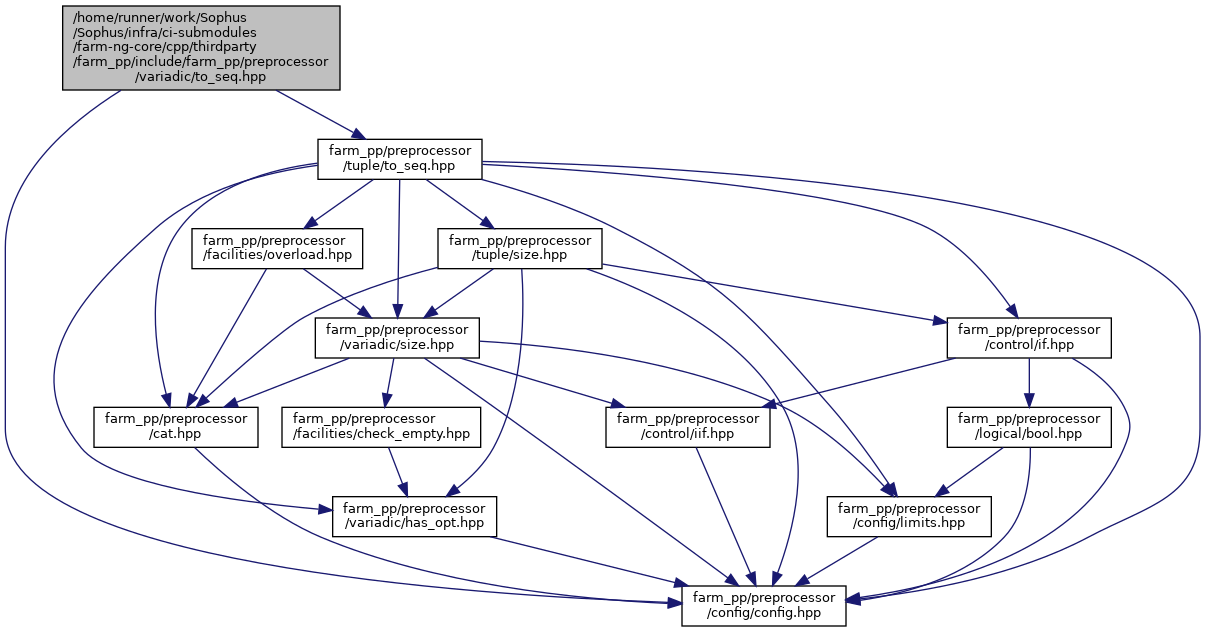 /home/runner/work/Sophus
/Sophus/infra/ci-submodules
/farm-ng-core/cpp/thirdparty
/farm_pp/include/farm_pp/preprocessor
/variadic/to_seq.hpp
farm_pp/preprocessor
/tuple/to_seq.hpp
farm_pp/preprocessor
/facilities/overload.hpp
farm_pp/preprocessor
/tuple/size.hpp
farm_pp/preprocessor
/variadic/size.hpp
farm_pp/preprocessor
/control/if.hpp
farm_pp/preprocessor
/cat.hpp
farm_pp/preprocessor
/facilities/check_empty.hpp
farm_pp/preprocessor
/control/iif.hpp
farm_pp/preprocessor
/logical/bool.hpp
farm_pp/preprocessor
/variadic/has_opt.hpp
farm_pp/preprocessor
/config/limits.hpp
farm_pp/preprocessor
/config/config.hpp